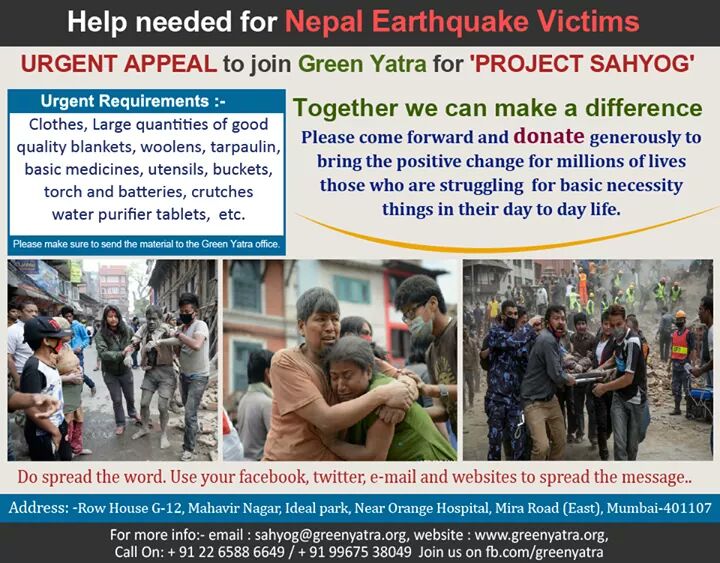 Help needed for Nepal Earthquake Victims
URGENT APPEAL to join Green Yatra for 'PROJECT SAHYOG'
Urgent Requirements :-
Clothes, Large quantities of good
quality blankets, woolens, tarpaulin,
basic medicines, utensils, buckets,
torch and batteries, crutches
water purifier tablets,  etc.
Please make sure to send the material to the Green Yatra office.
Together we can make a difference
Please come forward and donate generously to
bring the positive change for millions of lives
those who are struggling  for basic necessity
things in their day to day life.
Do spread the word. Use your facebook, twitter, e-mail and websites to spread the message..
Address: -Row House G-12, Mahavir Nagar, Ideal park, Near Orange Hospital, Mira Road (East), Mumbai-401107
For more info:- email : sahyog@greenyatra.org, website : www.greenyatra.org,
Call On: + 91 22 6588 6649 / + 91 99675 38049  Join us on fb.com/greenyatra